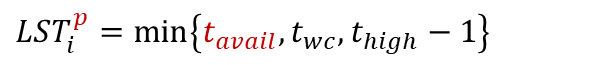 LST_i^p = min{t_avail, t_wc, t_high − 1}